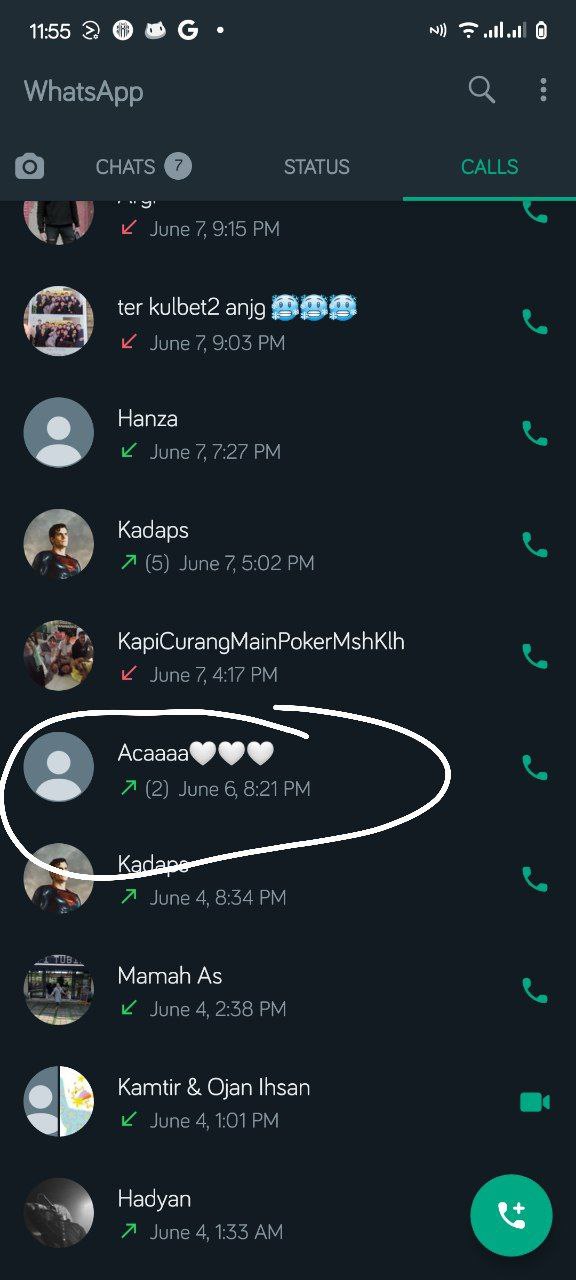 11:55
WhatsApp
CHATS 7 STATUS CALLS
June 7, 9:15 PM
ter kulbet2 anjg 🥶🥶🥶
June 7, 9:03 PM
Hanza
June 7, 7:27 PM
Kadaps
(5) June 7, 5:02 PM
KapiCurangMainPokerMshKlh
June 7, 4:17 PM
Acaaaa🤍🤍🤍
(2) June 6, 8:21 PM
Kadaps
June 4, 8:34 PM
Mamah As
June 4, 2:38 PM
Kamtir & Ojan Ihsan
June 4, 1:01 PM
Hadyan
June 4, 1:33 AM